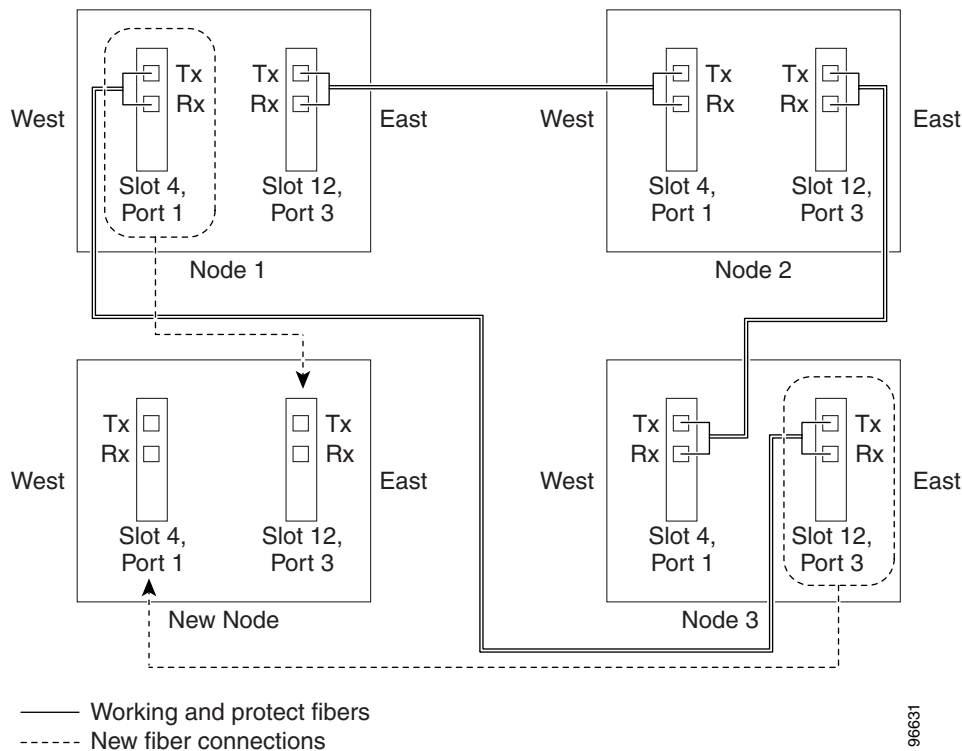 Tx
Rx
Tx
Rx
Tx
Rx
Tx
Rx
West
East
West
East
Slot 4,
Port 1
Slot 12,
Port 3
Slot 4,
Port 1
Slot 12,
Port 3
Node 1
Node 2
Tx
Rx
Tx
Rx
Tx
Rx
Tx
Rx
West
East
West
East
Slot 4,
Port 1
Slot 12,
Port 3
Slot 4,
Port 1
Slot 12,
Port 3
New Node
Node 3
Working and protect fibers
New fiber connections
96631